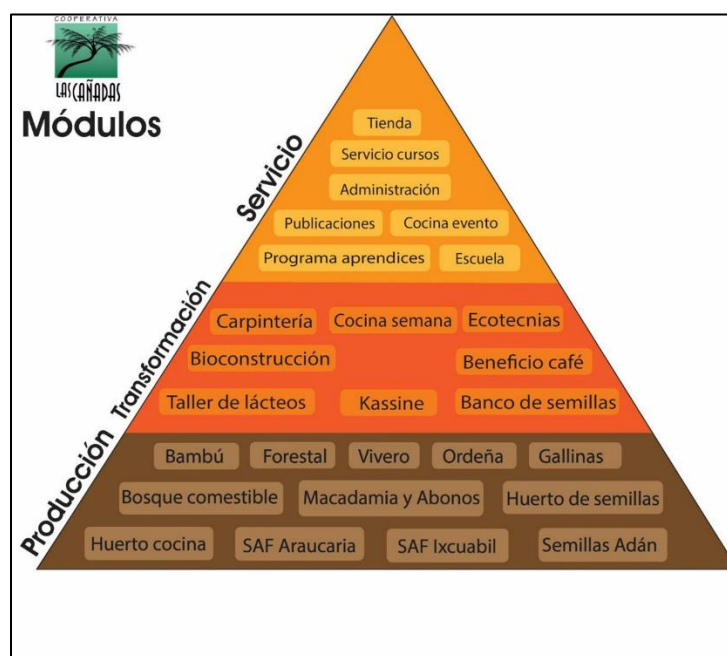 COOPERATIVA
LAS CAÑADAS
Módulos
Servicio
Tienda
Servicio cursos
Administración
Publicaciones Cocina evento
Programa aprendices Escuela
Transformación
Carpintería Cocina semana Ecotecnias
Bioconstrucción Beneficio café
Taller de lácteos Kassine Banco de semillas
Producción
Bambú Forestal Vivero Ordeña Gallinas
Bosque comestible Macadamia y Abonos Huerto de semillas
Huerto cocina SAF Araucaria SAF Ixcuabil Semillas Adán